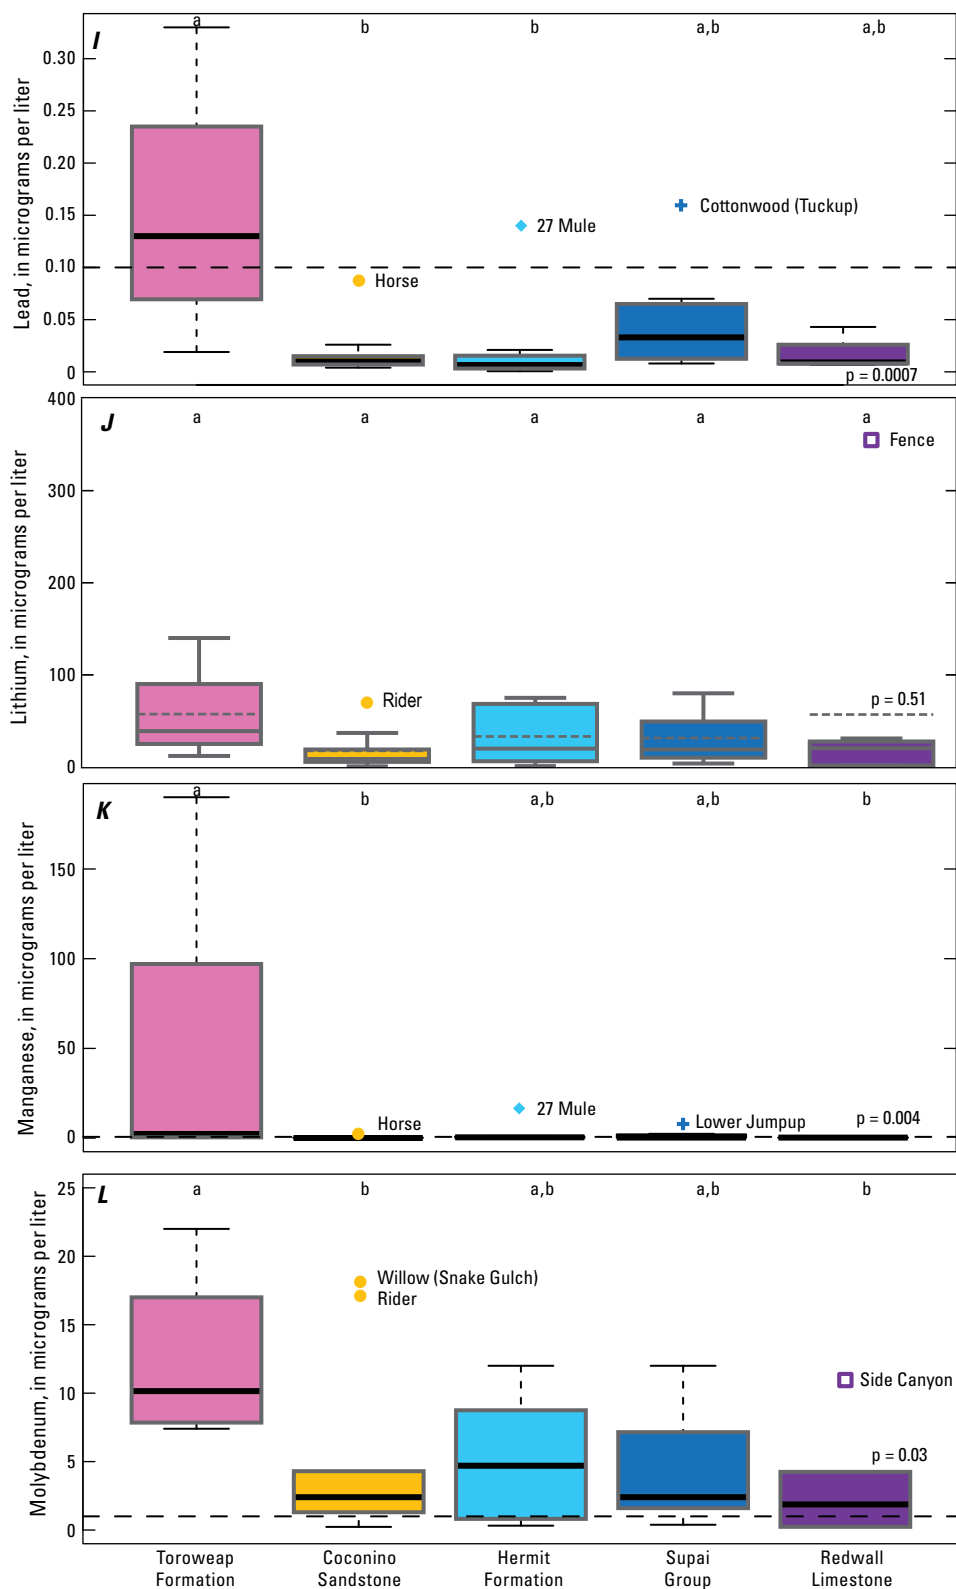 I
a
b
b
a,b
a,b
Lead, in micrograms per liter
0.30
0.25
0.20
0.15
0.10
0.05
0
Cottonwood (Tuckup)
27 Mule
Horse
p = 0.0007
J
a
a
a
a
a
Lithium, in micrograms per liter
400
300
200
100
0
Fence
Rider
p = 0.51
K
a
b
a,b
a,b
b
Manganese, in micrograms per liter
150
100
50
0
27 Mule
Horse
Lower Jumpup
p = 0.004
L
a
b
a,b
a,b
b
Molybdenum, in micrograms per liter
25
20
15
10
5
0
Willow (Snake Gulch)
Rider
Side Canyon
p = 0.03
Toroweap
Formation
Coconino
Sandstone
Hermit
Formation
Supai
Group
Redwall
Limestone